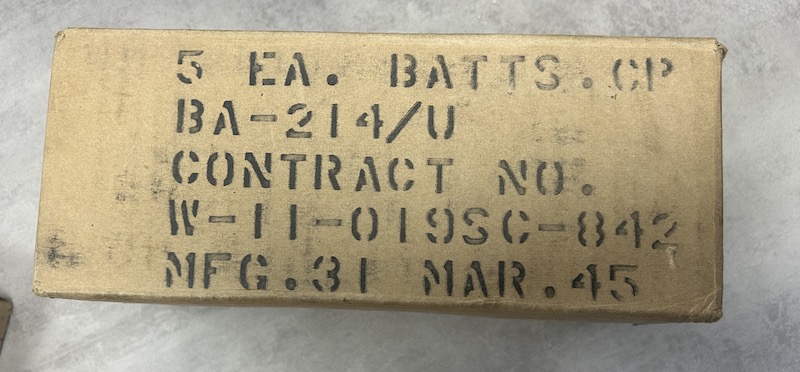 5 EA. BATTS. CP
BA-214/U
CONTRACT NO.
W-11-019SC-842
MFG.31 MAR.45